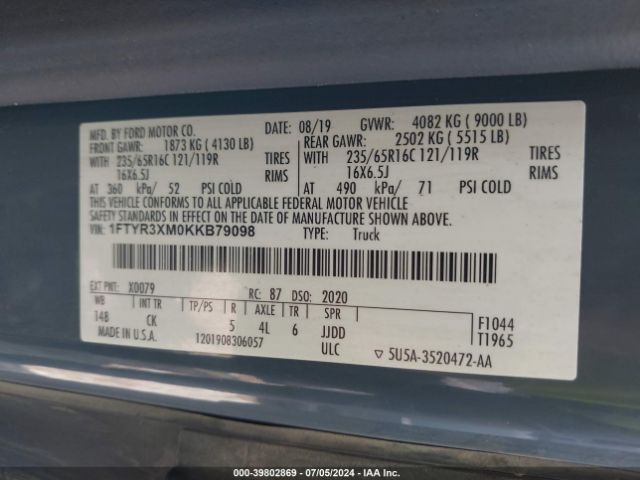 MFD. BY FORD MOTOR CO. DATE: 08/19 GVWR: 4082 KG ( 9000 LB)
FRONT GAWR: 1873 KG ( 4130 LB) REAR GAWR: 2502 KG ( 5515 LB)
WITH 235/65R16C 121/119R TIRES WITH 235/65R16C 121/119R TIRES
16X6.5J RIMS 16X6.5J RIMS
AT 360 kPa/ 52 PSI COLD AT 490 kPa/ 71 PSI COLD
THIS VEHICLE CONFORMS TO ALL APPLICABLE FEDERAL MOTOR VEHICLE
SAFETY STANDARDS IN EFFECT ON THE DATE OF MANUFACTURE SHOWN ABOVE.
VIN: 1FTYR3XM0KKB79098 TYPE: Truck
EXT PNT: X0079 RC: 87 DSO: 2020
WB INT TR TP/PS R AXLE TR SPR F1044
148 CK 5 4L 6 JJDD T1965
MADE IN U.S.A. 1201908306057 ULC ▽ 5U5A-3520472-AA
000-39802869 - 07/05/2024 - IAA Inc.